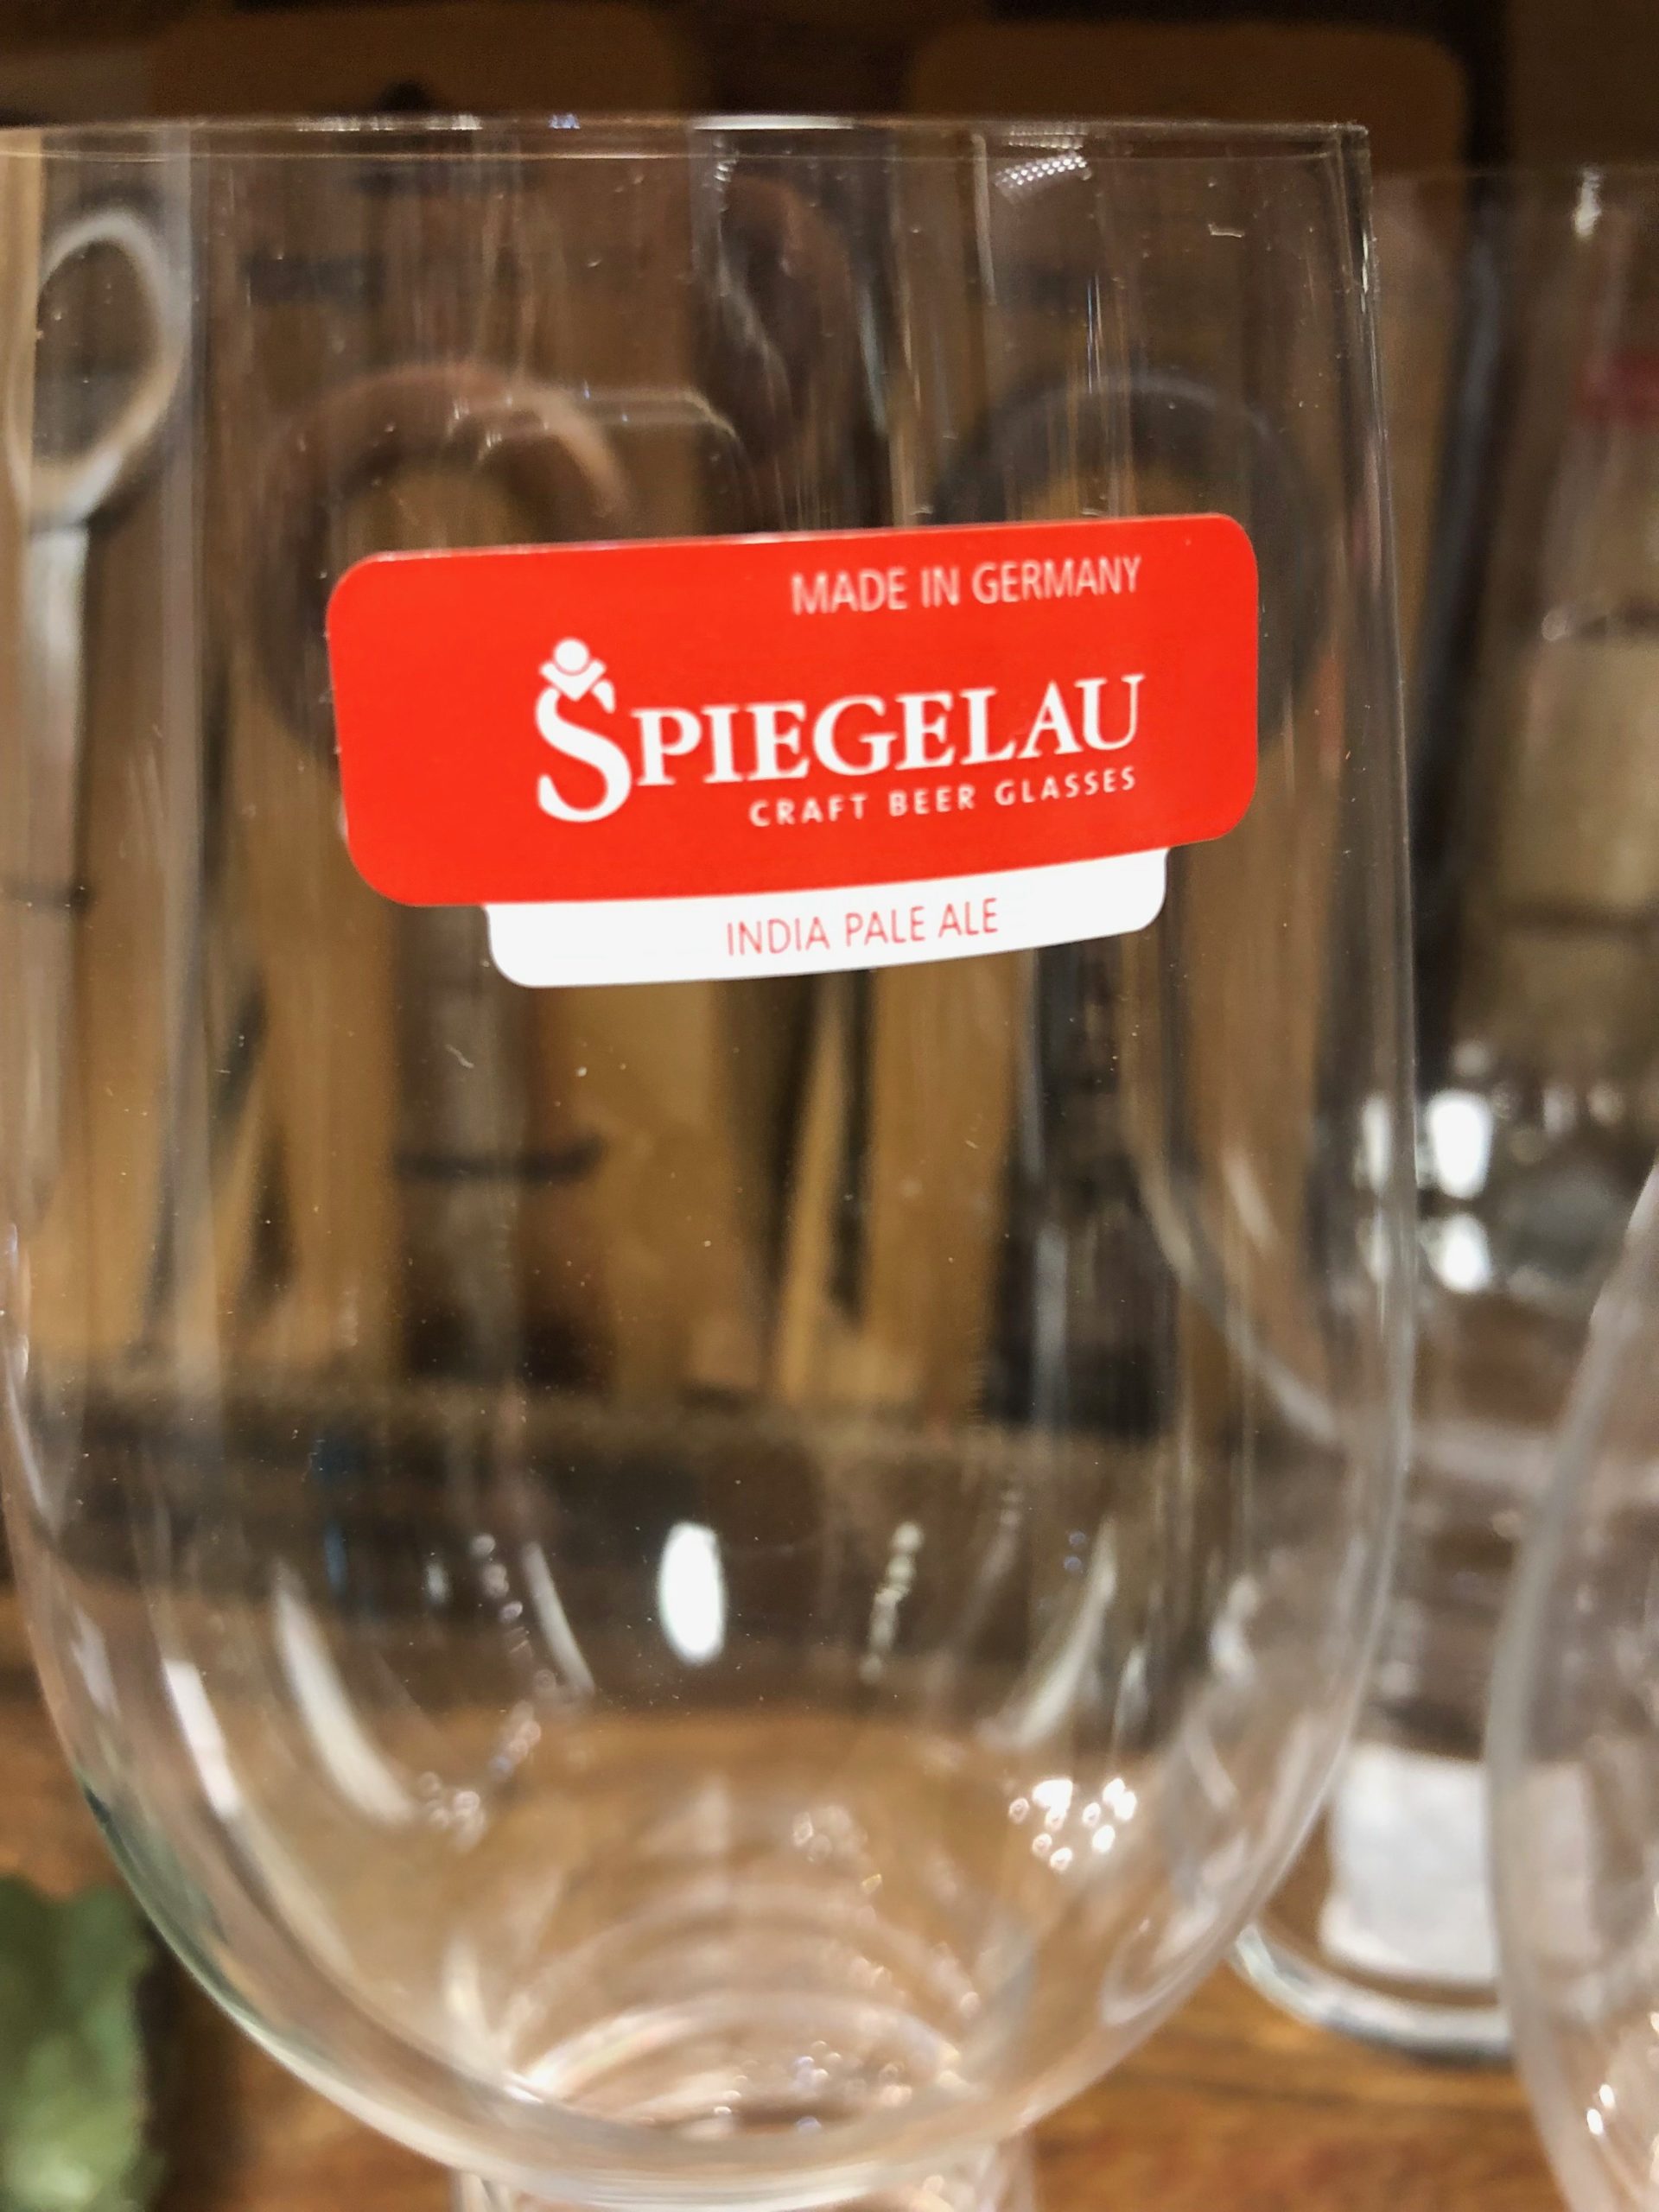 MADE IN GERMANY
SPIEGELAU
CRAFT BEER GLASSES
INDIA PALE ALE